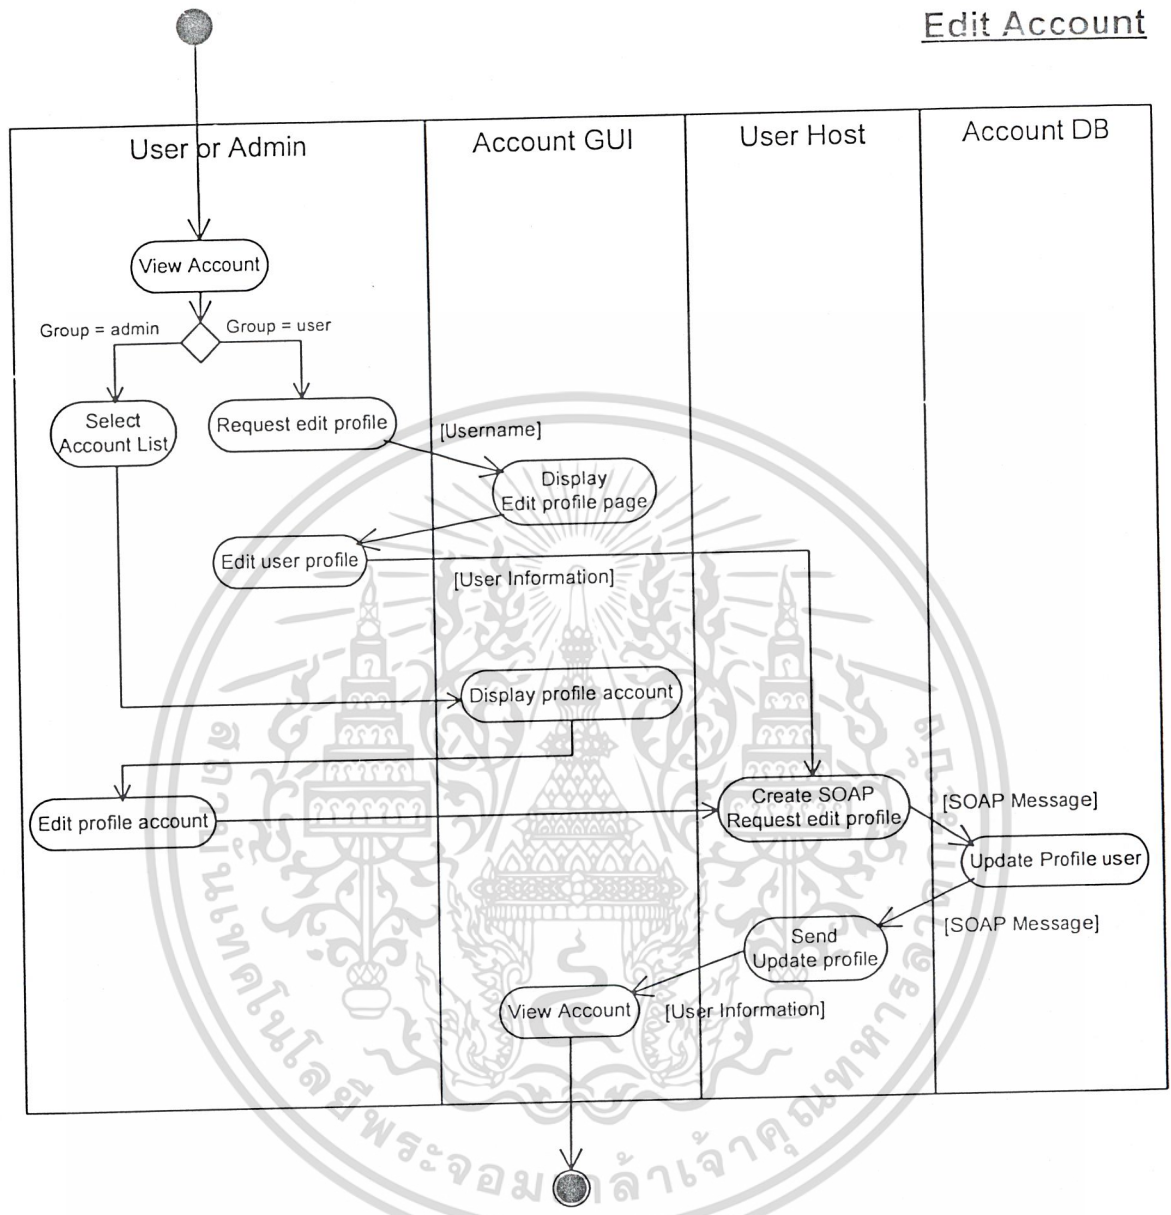 Edit Account
User or Admin
Account GUI
User Host
Account DB
View Account
Group = admin
Group = user
Select
Account List
Request edit profile
[Username]
Display
Edit profile page
Edit user profile
[User Information]
Display profile account
Edit profile account
Create SOAP
Request edit profile
[SOAP Message]
Update Profile user
[SOAP Message]
Send
Update profile
View Account
[User Information]